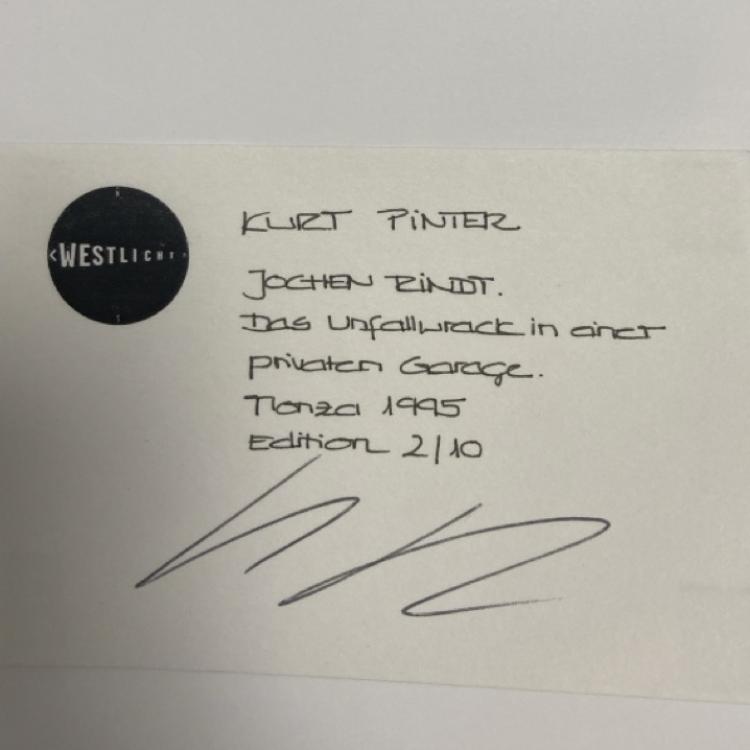 <WESTLICHT>
KURT PINTER
JOCHEN RINDT.
Das Unfallwrack in einer
privaten Garage.
Monza 1995
Edition 2/10